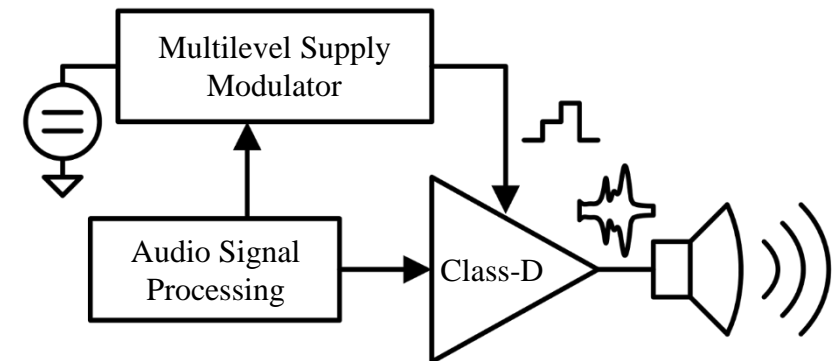 Multilevel Supply
Modulator
Audio Signal
Processing
Class-D